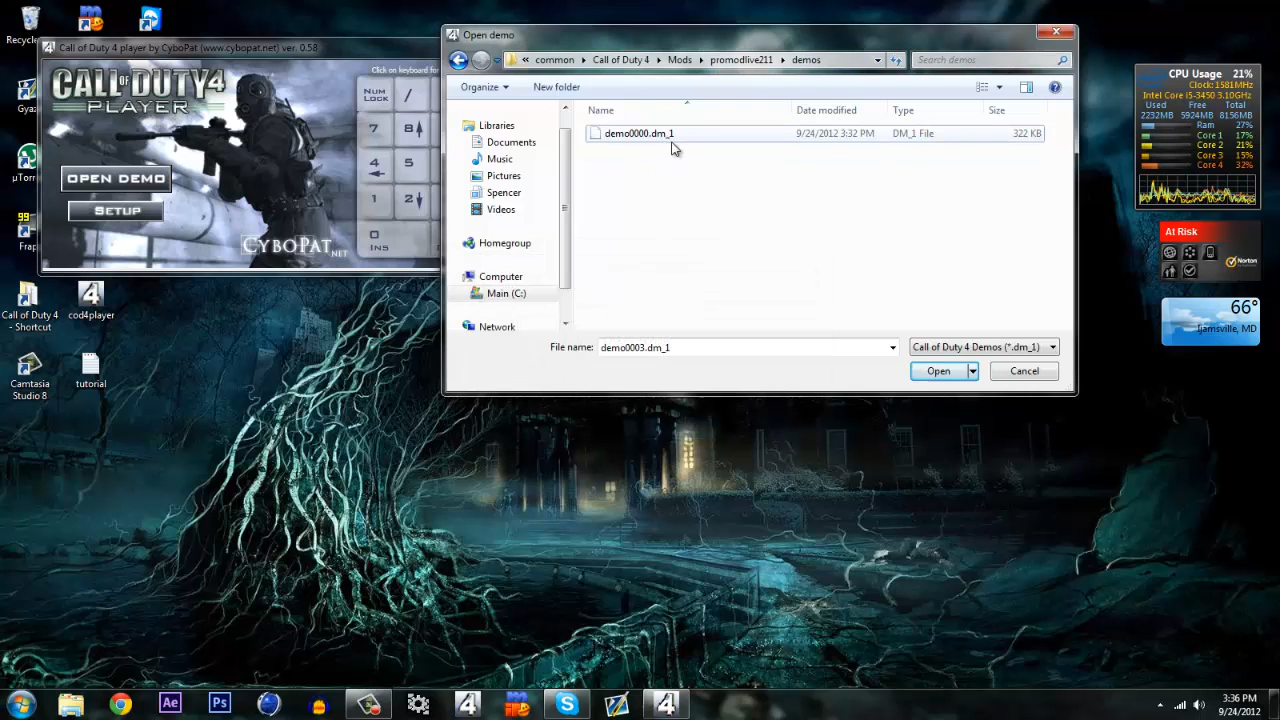 Recycle
Gyaz
µTorr
99
Frap
Call of Duty 4
- Shortcut
cod4player
Camtasia
Studio 8
tutorial
Call of Duty 4 player by CyboPat (www.cybopat.net) ver. 0.58
Click on keyboard for
CALL OF DUTY 4
PLAYER
OPEN DEMO
SETUP
CYBOPAT.NET
NUM
LOCK
/
7
8
4
5
1
2
0
INS
Open demo
« common
Call of Duty 4
Mods
promodlive211
demos
Search demos
Organize
New folder
Name
Date modified
Type
Size
demo0000.dm_1
9/24/2012 3:32 PM
DM_1 File
322 KB
Libraries
Documents
Music
Pictures
Spencer
Videos
Homegroup
Computer
Main (C:)
Network
File name:
demo0003.dm_1
Call of Duty 4 Demos (*.dm_1)
Open
Cancel
CPU Usage 21%
Clock: 1581MHz
Intel Core i5-3450 3.10GHz
Used Free Total
2232MB 5924MB 8156MB
Ram 27%
Core 1 17%
Core 2 21%
Core 3 15%
Core 4 32%
At Risk
Norton
66°
Ijamsville, MD
Ae
Ps
4
S
4
3:36 PM
9/24/2012